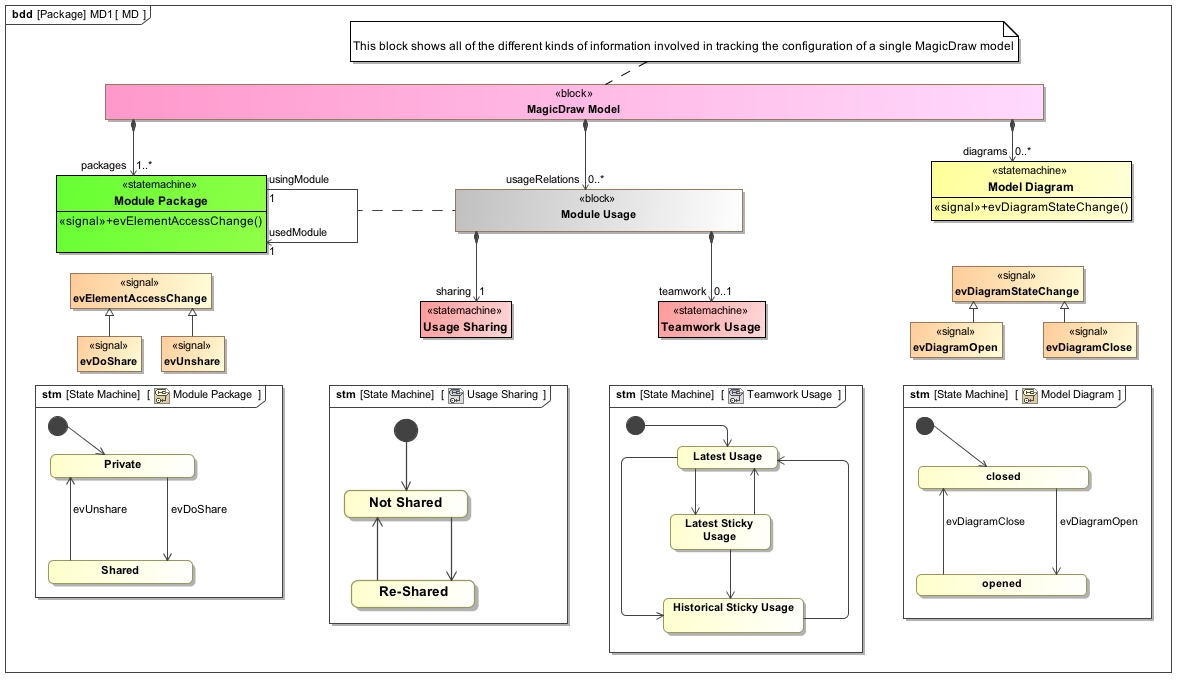 bdd [Package] MD1 [ MD ]
This block shows all of the different kinds of information involved in tracking the configuration of a single MagicDraw model
«block»
MagicDraw Model
packages 1..*
usageRelations 0..*
diagrams 0..*
«statemachine»
Module Package
«signal»+evElementAccessChange()
usingModule
1
usedModule
1
«block»
Module Usage
«statemachine»
Model Diagram
«signal»+evDiagramStateChange()
sharing 1
teamwork 0..1
«statemachine»
Usage Sharing
«statemachine»
Teamwork Usage
«signal»
evElementAccessChange
«signal»
evDoShare
«signal»
evUnshare
«signal»
evDiagramStateChange
«signal»
evDiagramOpen
«signal»
evDiagramClose
stm [State Machine] [ Module Package ]
Private
evUnshare
evDoShare
Shared
stm [State Machine] [ Usage Sharing ]
Not Shared
Re-Shared
stm [State Machine] [ Teamwork Usage ]
Latest Usage
Latest Sticky
Usage
Historical Sticky Usage
stm [State Machine] [ Model Diagram ]
closed
evDiagramClose
evDiagramOpen
opened